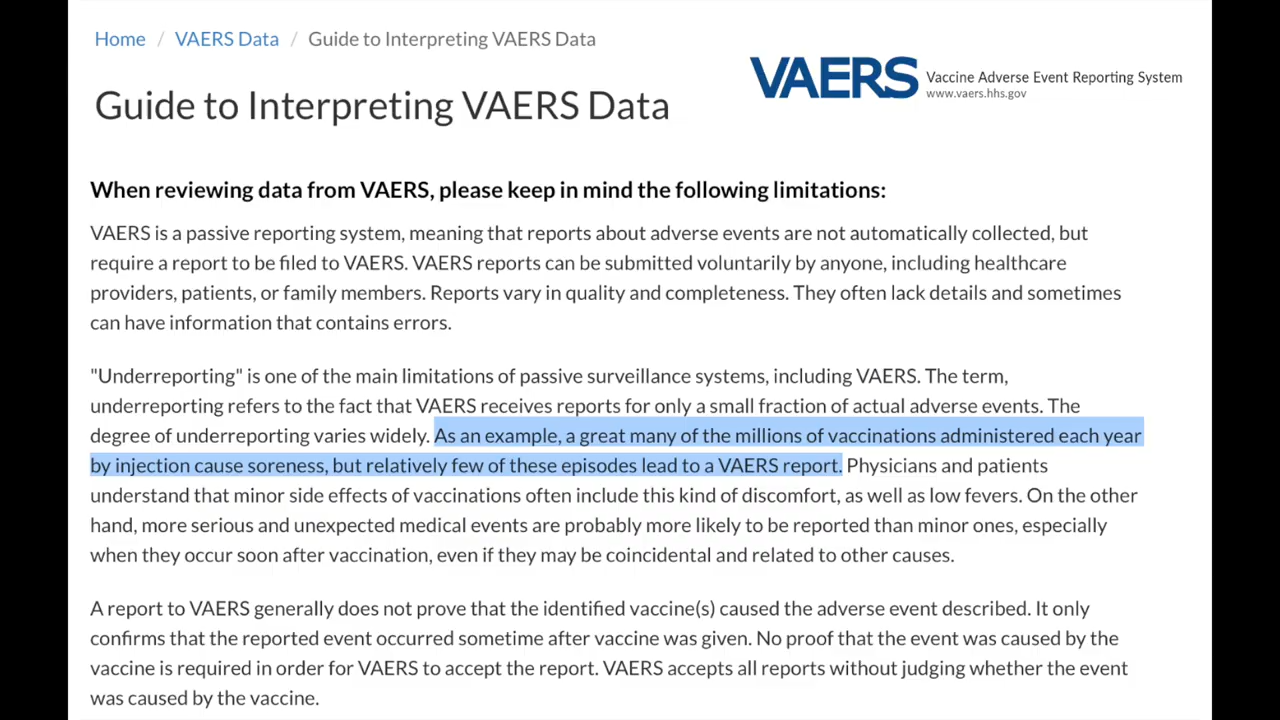 Home / VAERS Data / Guide to Interpreting VAERS Data
VAERS Vaccine Adverse Event Reporting System
www.vaers.hhs.gov
Guide to Interpreting VAERS Data
When reviewing data from VAERS, please keep in mind the following limitations:
VAERS is a passive reporting system, meaning that reports about adverse events are not automatically collected, but
require a report to be filed to VAERS. VAERS reports can be submitted voluntarily by anyone, including healthcare
providers, patients, or family members. Reports vary in quality and completeness. They often lack details and sometimes
can have information that contains errors.
"Underreporting" is one of the main limitations of passive surveillance systems, including VAERS. The term,
underreporting refers to the fact that VAERS receives reports for only a small fraction of actual adverse events. The
degree of underreporting varies widely. As an example, a great many of the millions of vaccinations administered each year
by injection cause soreness, but relatively few of these episodes lead to a VAERS report. Physicians and patients
understand that minor side effects of vaccinations often include this kind of discomfort, as well as low fevers. On the other
hand, more serious and unexpected medical events are probably more likely to be reported than minor ones, especially
when they occur soon after vaccination, even if they may be coincidental and related to other causes.
A report to VAERS generally does not prove that the identified vaccine(s) caused the adverse event described. It only
confirms that the reported event occurred sometime after vaccine was given. No proof that the event was caused by the
vaccine is required in order for VAERS to accept the report. VAERS accepts all reports without judging whether the event
was caused by the vaccine.